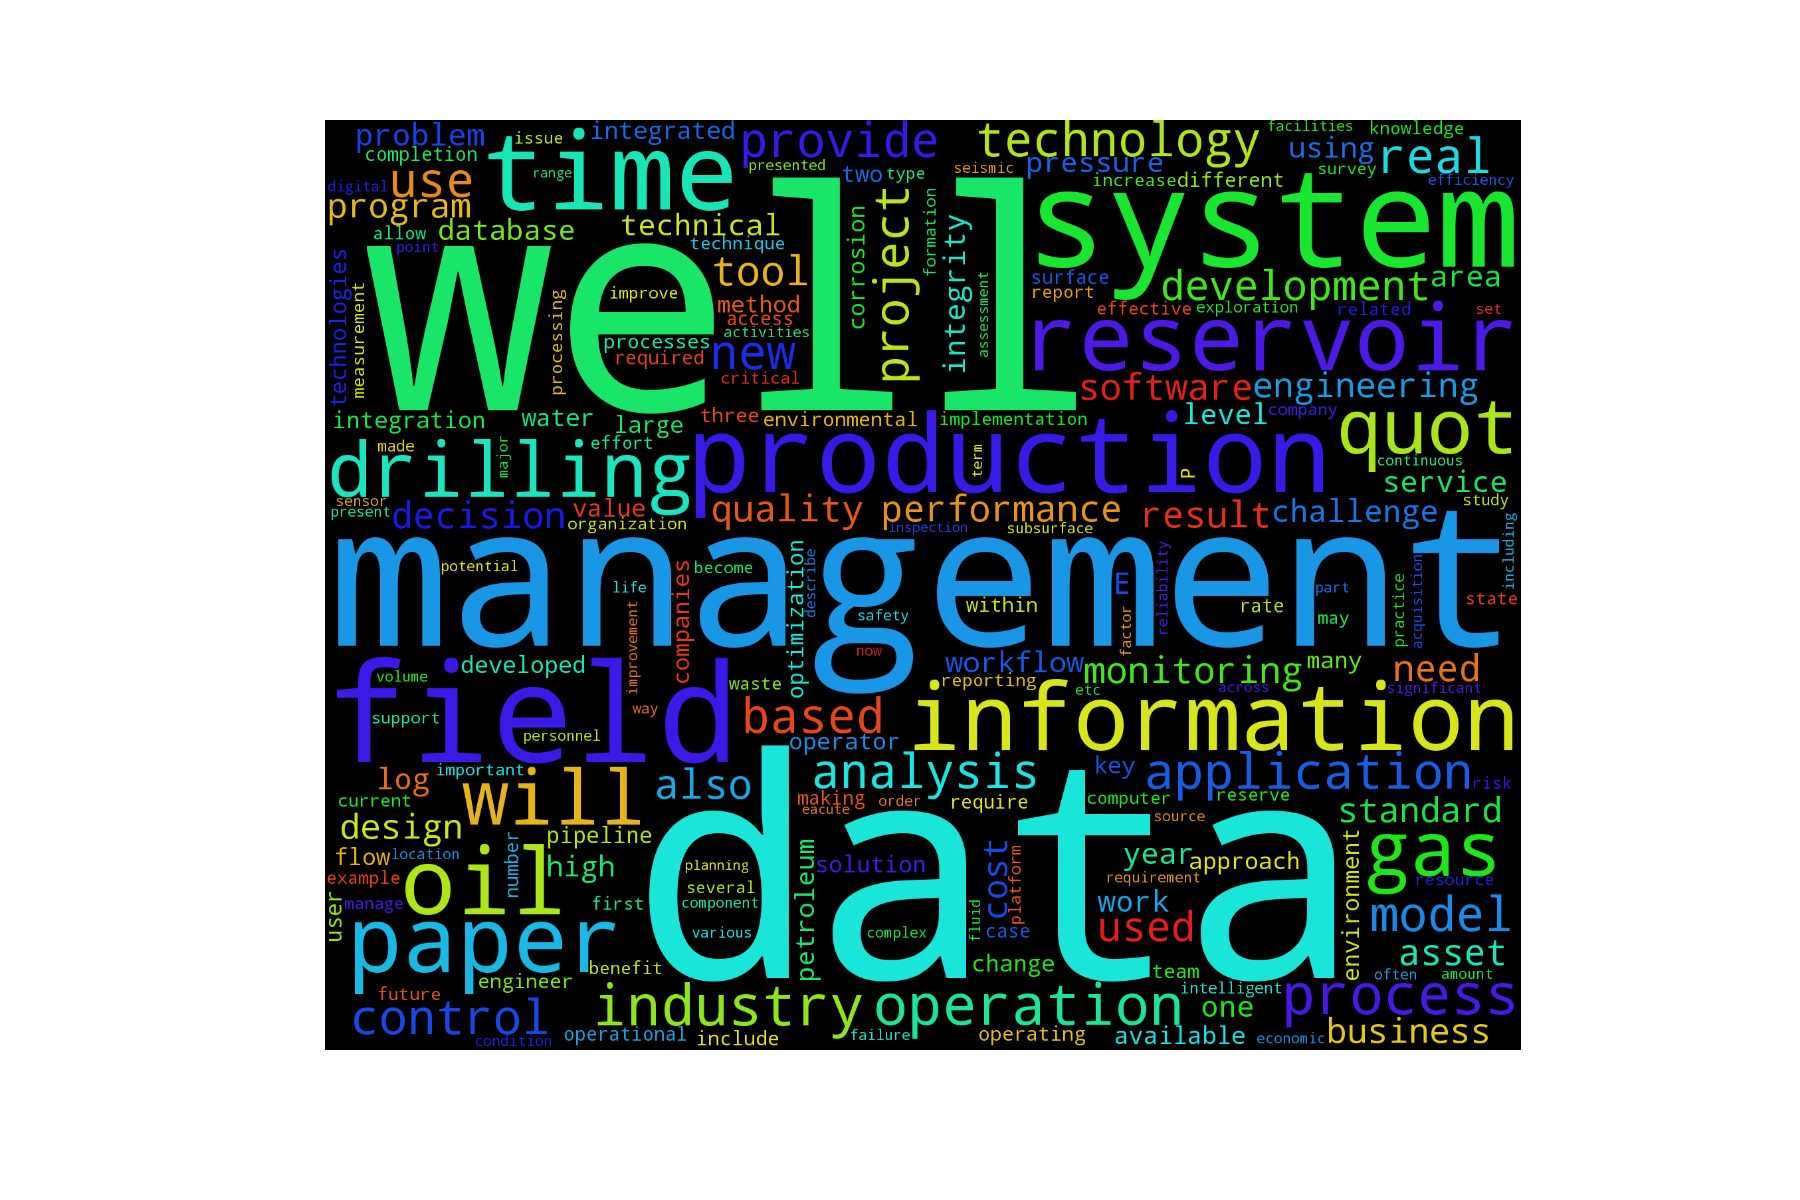 problem
issue
integrated
provide
technology
facilities
knowledge
completion
time
presented
two
type
seismic
pressure
using
real
survey
digital
use
range
increase
different
efficiency
program
allow
database
technical
technique
corrosion
project
formation
integrity
system
point
well
tool
surface
report
development
area
technologies
measurement
processing
improve
method
access
activities
assessment
effective
exploration
related
set
processes
required
new
critical
reservoir
software
engineering
integration
water
large
three
environmental
implementation
level
company
quot
made
drilling
major
effort
production
term
P
continuous
service
sensor
present
decision
value
organization
quality
performance
inspection
subsurface
result
challenge
study
management
potential
life
become
companies
optimization
describe
safety
within
E
factor
reliability
rate
part
may
practice
acquisition
including
state
now
improvement
field
volume
developed
support
personnel
way
waste
based
operator
workflow
reporting
monitoring
etc
many
across
need
significant
information
log
important
will
also
analysis
key
application
risk
current
making
eacute
order
require
computer
source
reserve
standard
design
number
pipeline
data
flow
location
oil
high
planning
several
component
various
petroleum
solution
complex
fluid
cost
platform
case
year
approach
requirement
work
used
environment
gas
resource
model
example
user
manage
first
paper
benefit
engineer
change
team
intelligent
asset
often
amount
future
control
condition
operational
industry
include
operation
failure
operating
one
available
economic
process
business